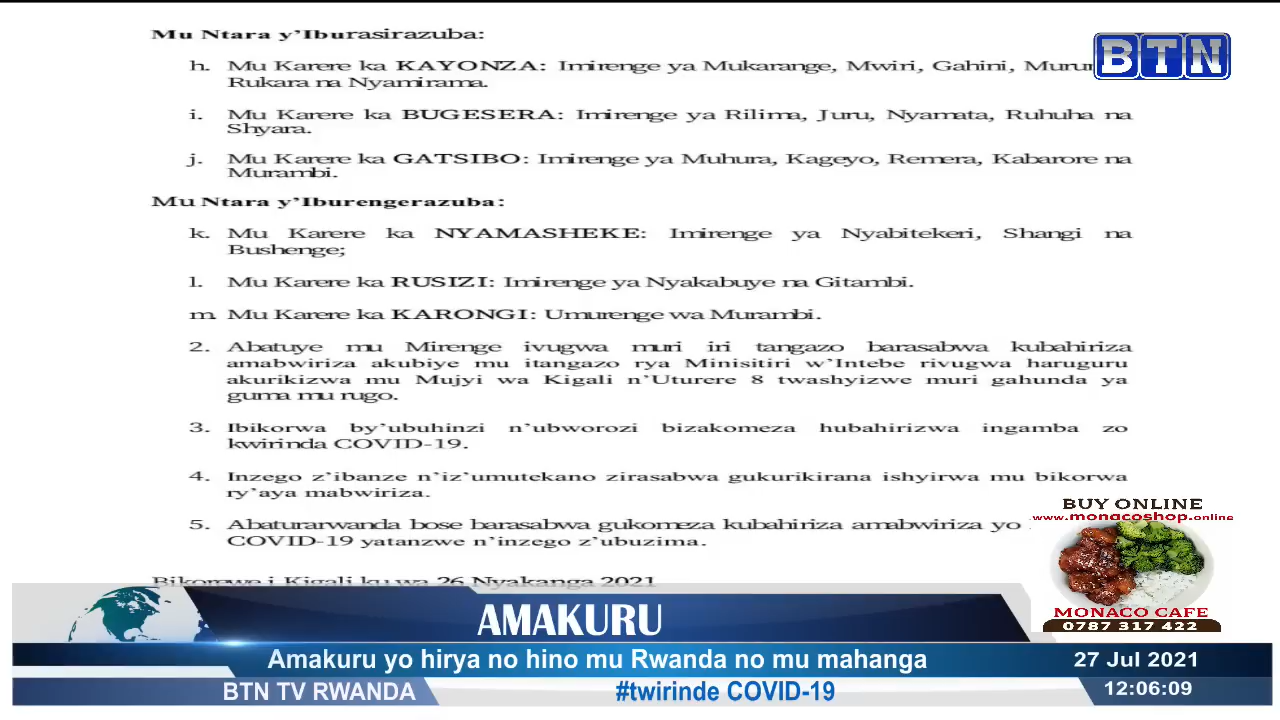 Mu Ntara y'Iburasirazuba:
h. Mu Karere ka KAYONZA: Imirenge ya Mukarange, Mwiri, Gahini,
Rukara na Nyamirama.
i. Mu Karere ka BUGESERA: Imirenge ya Rilima, Juru, Nyamata, Ruhuha na
Shyara.
j. Mu Karere ka GATSIBO: Imirenge ya Muhura, Kageyo, Remera, Kabarore na
Murambi.
Mu Ntara y'Iburengerazuba:
k. Mu Karere ka NYAMASHEKE: Imirenge ya Nyabitekeri, Shangi na
Bushenge;
l. Mu Karere ka RUSIZI: Imirenge ya Nyakabuye na Gitambi.
m. Mu Karere ka KARONGI: Umurenge wa Murambi.
2. Abatuye mu Mirenge ivugwa muri iri tangazo barasabwa kubahiriza
amabwiriza akubiye mu itangazo rya Minisitiri w'Intebe rivugwa haruguru
akurikizwa mu Mujyi wa Kigali n'Uturere 8 twashyizwe muri gahunda ya
guma mu rugo.
3. Ibikorwa by'ubuhinzi n'ubworozi bizakomeza hubahirizwa ingamba zo
kwirinda COVID-19.
4. Inzego z'ibanze n'iz'umutekano zirasabwa gukurikirana ishyirwa mu bikorwa
ry'aya mabwiriza.
5. Abaturarwanda bose barasabwa gukomeza kubahiriza amabwiriza yo
COVID-19 yatanzwe n'inzego z'ubuzima.
Bikorewe i Kigali ku wa 26 Nyakanga 2021
BTN
BUY ONLINE
www.monacoshop.online
MONACO CAFE
0787 317 422
AMAKURU
Amakuru yo hirya no hino mu Rwanda no mu mahanga
27 Jul 2021
BTN TV RWANDA
#twirinde COVID-19
12:06:09